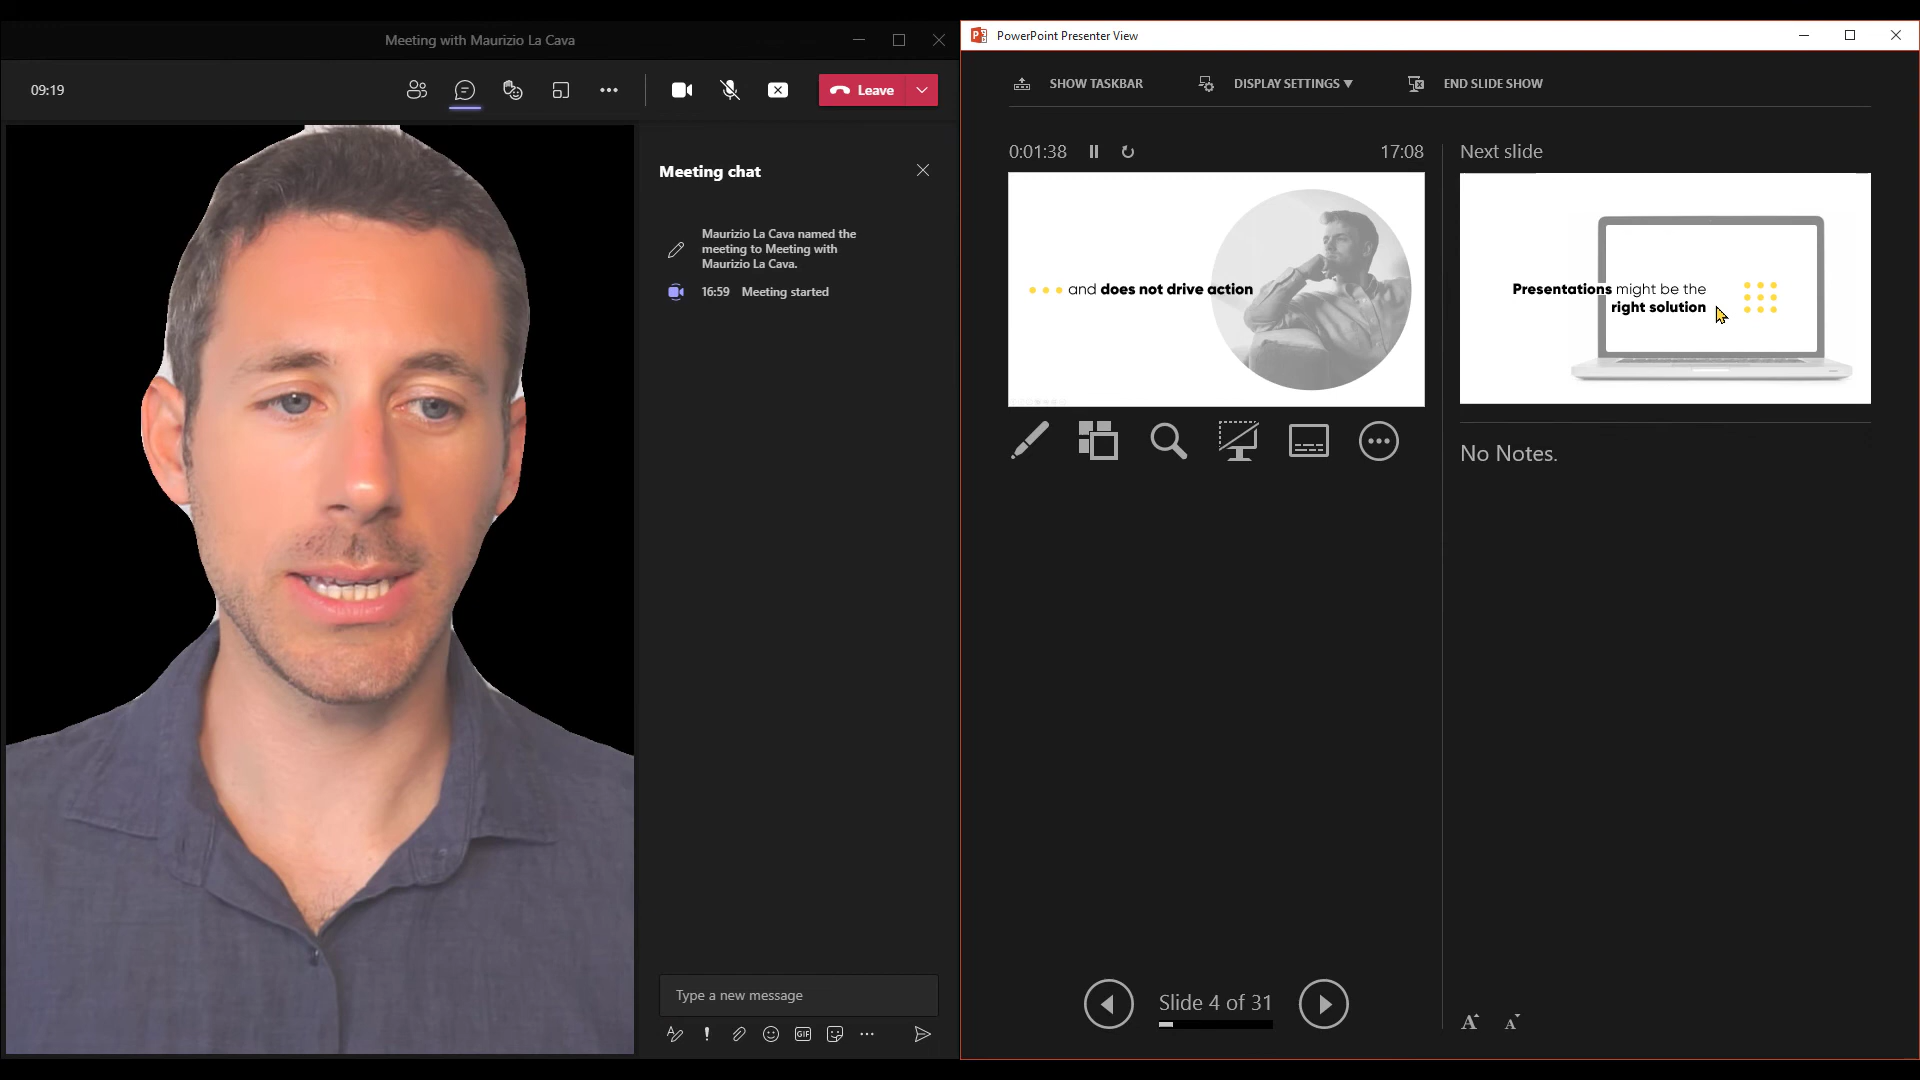 Meeting with Maurizio La Cava
09:19
Leave
Meeting chat
Maurizio La Cava named the
meeting to Meeting with
Maurizio La Cava.
16:59 Meeting started
Type a new message
GIF
PowerPoint Presenter View
SHOW TASKBAR
DISPLAY SETTINGS ▼
END SLIDE SHOW
0:01:38
17:08
and does not drive action
Slide 4 of 31
Next slide
Presentations might be the
right solution
No Notes.
A A